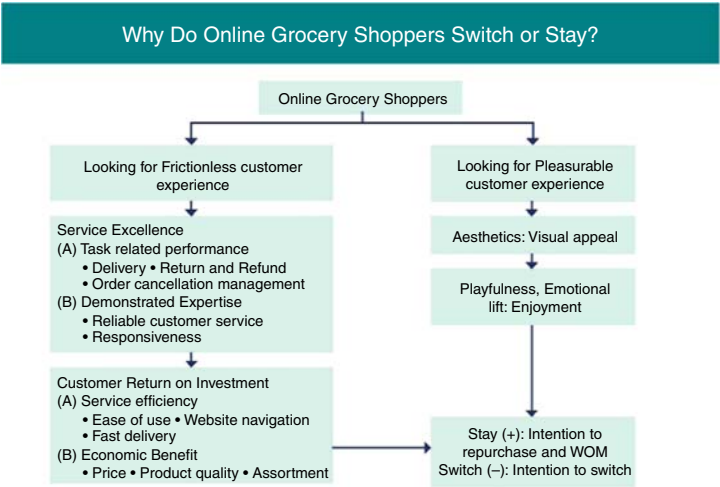 Why Do Online Grocery Shoppers Switch or Stay?
Online Grocery Shoppers
Looking for Frictionless customer
experience
Service Excellence
(A) Task related performance
• Delivery • Return and Refund
• Order cancellation management
(B) Demonstrated Expertise
• Reliable customer service
• Responsiveness
Customer Return on Investment
(A) Service efficiency
• Ease of use • Website navigation
• Fast delivery
(B) Economic Benefit
• Price • Product quality • Assortment
Looking for Pleasurable
customer experience
Aesthetics: Visual appeal
Playfulness, Emotional
lift: Enjoyment
Stay (+): Intention to
repurchase and WOM
Switch (–): Intention to switch